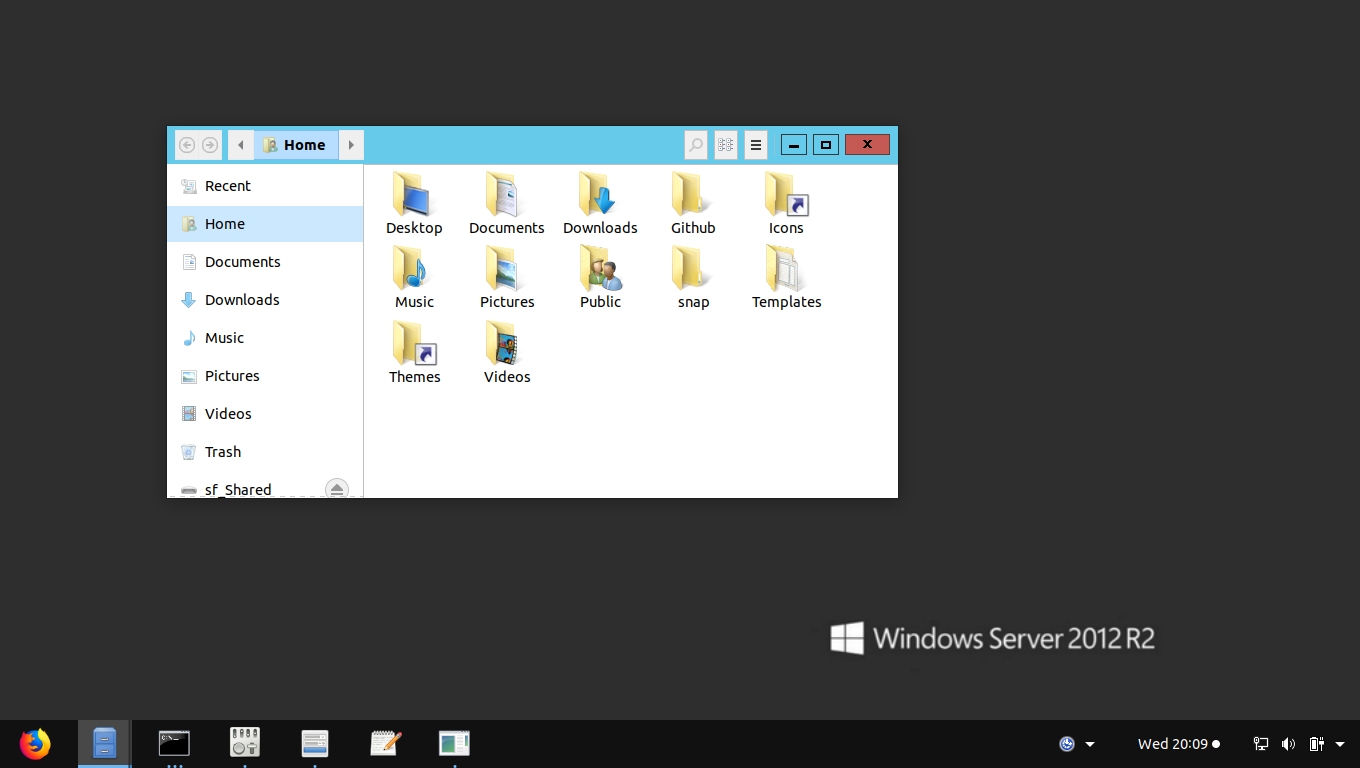 Home
Recent
Home
Documents
Downloads
Music
Pictures
Videos
Trash
sf_Shared
Desktop
Documents
Downloads
Github
Icons
Music
Pictures
Public
snap
Templates
Themes
Videos
Windows Server 2012 R2
Wed 20:09